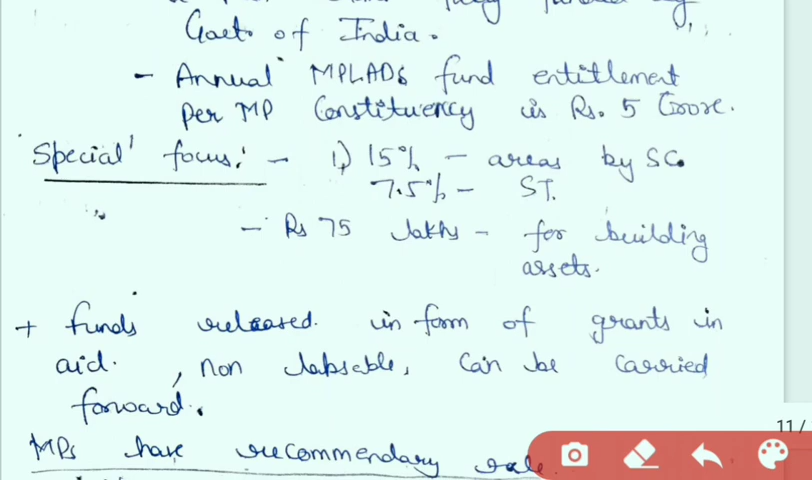 Govt. of India.
- Annual MPLADS fund entitlement
per MP Constituency is Rs. 5 Crore.
Special focus: - 1) 15% - areas by SC.
7.5% - ST.
- Rs 75 lakhs - for building
assets.
+ funds released in form of grants in
aid. , non lapsable, can be carried
forward.
11/
MPs have recommendary role.